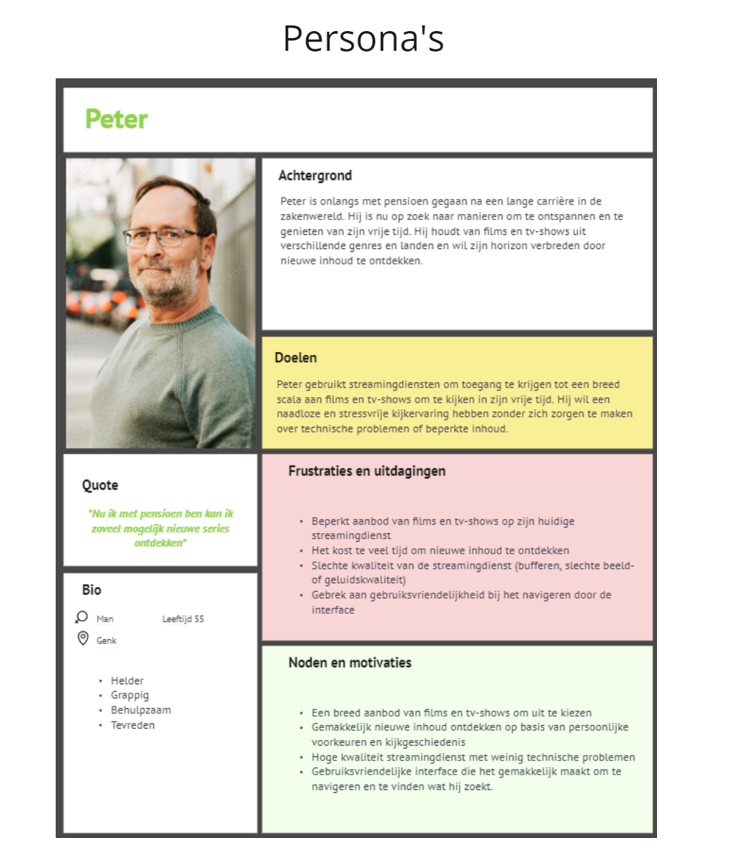 Persona's
Peter
Achtergrond
Peter is onlangs met pensioen gegaan na een lange carrière in de
zakenwereld. Hij is nu op zoek naar manieren om te ontspannen en te
genieten van zijn vrije tijd. Hij houdt van films en tv-shows uit
verschillende genres en landen en wil zijn horizon verbreden door
nieuwe inhoud te ontdekken.
Doelen
Peter gebruikt streamingdiensten om toegang te krijgen tot een breed
scala aan films en tv-shows om te kijken in zijn vrije tijd. Hij wil een
naadloze en stressvrije kijkervaring hebben zonder zich zorgen te maken
over technische problemen of beperkte inhoud.
Quote
"Nu ik met pensioen ben kan ik
zoveel mogelijk nieuwe series
ontdekken"
Bio
Man Leeftijd 55
Genk
• Helder
• Grappig
• Behulpzaam
• Tevreden
Frustraties en uitdagingen
• Beperkt aanbod van films en tv-shows op zijn huidige
streamingdienst
• Het kost te veel tijd om nieuwe inhoud te ontdekken
• Slechte kwaliteit van de streamingdienst (bufferen, slechte beeld-
of geluidskwaliteit)
• Gebrek aan gebruiksvriendelijkheid bij het navigeren door de
interface
Noden en motivaties
• Een breed aanbod van films en tv-shows om uit te kiezen
• Gemakkelijk nieuwe inhoud ontdekken op basis van persoonlijke
voorkeuren en kijkgeschiedenis
• Hoge kwaliteit streamingdienst met weinig technische problemen
• Gebruiksvriendelijke interface die het gemakkelijk maakt om te
navigeren en te vinden wat hij zoekt.